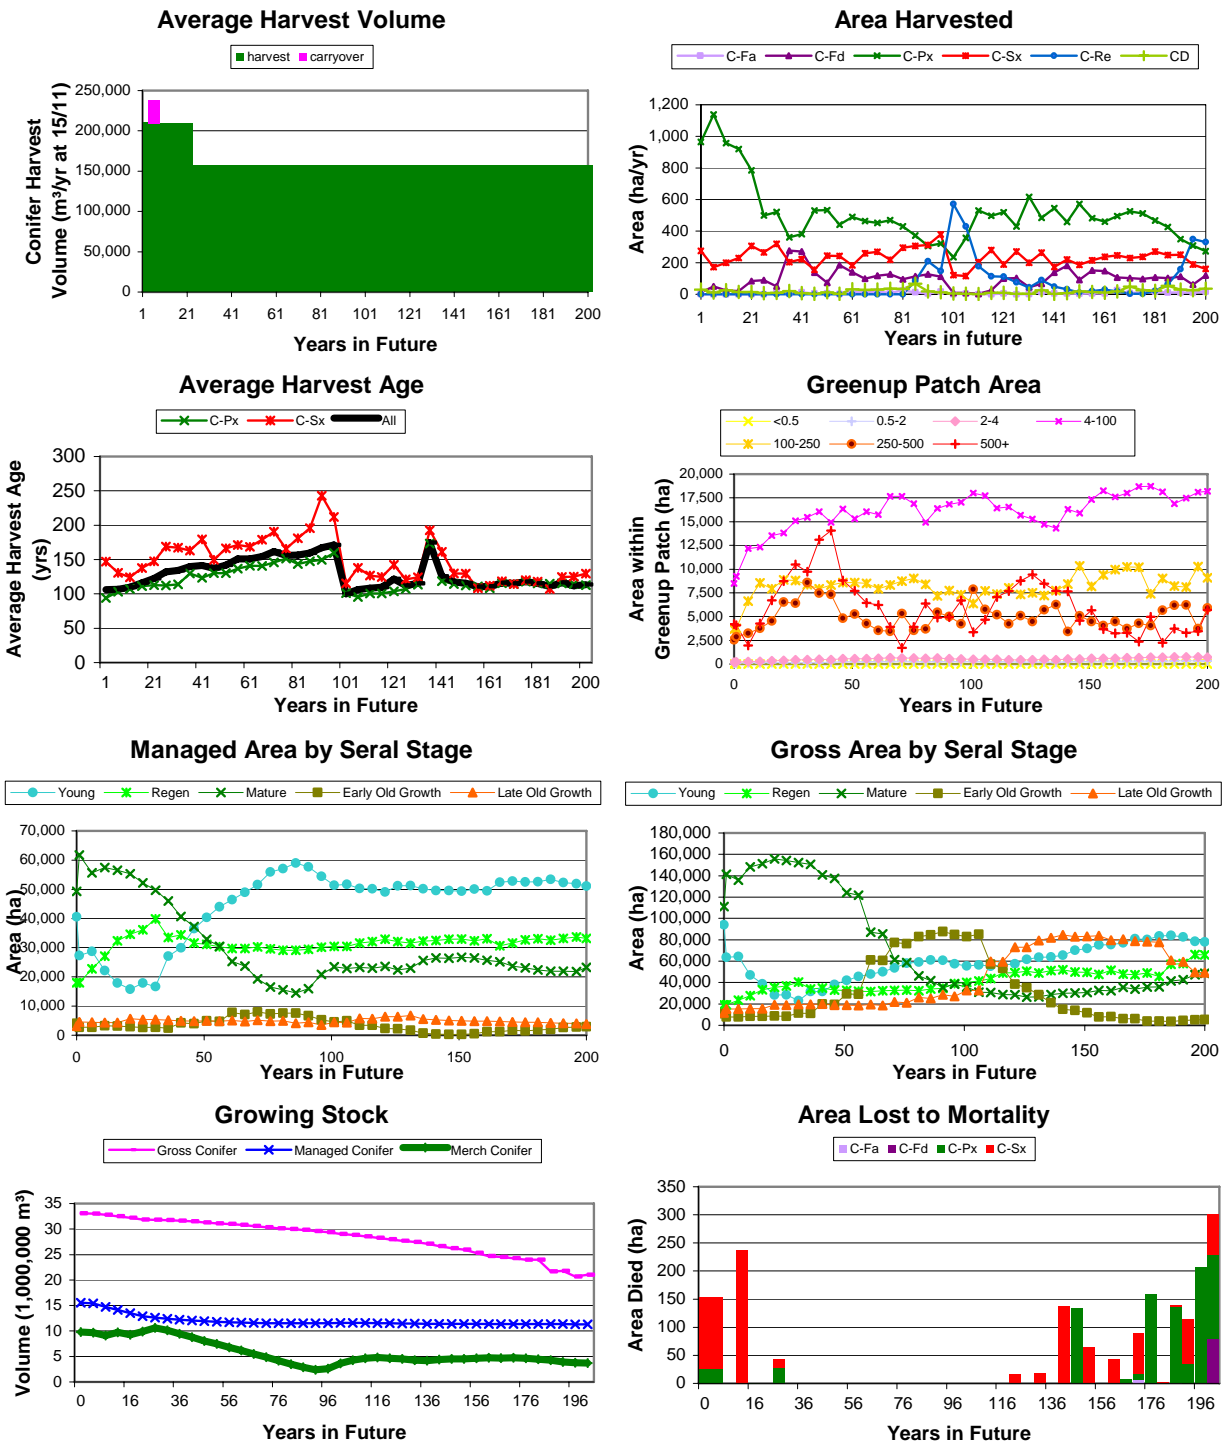 Average Harvest Volume
harvest carryover
Conifer Harvest
Volume (m³/yr at 15/11)
250,000
200,000
150,000
100,000
50,000
0
1 21 41 61 81 101 121 141 161 181 200
Years in Future
Area Harvested
C-Fa C-Fd C-Px C-Sx C-Re CD
Area (ha/yr)
1,200
1,000
800
600
400
200
0
1 21 41 61 81 101 121 141 161 181 200
Years in future
Average Harvest Age
C-Px C-Sx All
Average Harvest Age
(yrs)
300
250
200
150
100
50
0
1 21 41 61 81 101 121 141 161 181 200
Years in Future
Greenup Patch Area
<0.5 0.5-2 2-4 4-100
100-250 250-500 500+
Area within
Greenup Patch (ha)
20,000
17,500
15,000
12,500
10,000
7,500
5,000
2,500
0
0 50 100 150 200
Years in Future
Managed Area by Seral Stage
Young Regen Mature Early Old Growth Late Old Growth
Area (ha)
70,000
60,000
50,000
40,000
30,000
20,000
10,000
0
0 50 100 150 200
Years in Future
Gross Area by Seral Stage
Young Regen Mature Early Old Growth Late Old Growth
Area (ha)
180,000
160,000
140,000
120,000
100,000
80,000
60,000
40,000
20,000
0
0 50 100 150 200
Years in Future
Growing Stock
Gross Conifer Managed Conifer Merch Conifer
Volume (1,000,000 m³)
35
30
25
20
15
10
5
0
0 16 36 56 76 96 116 136 156 176 196
Years in Future
Area Lost to Mortality
C-Fa C-Fd C-Px C-Sx
Area Died (ha)
350
300
250
200
150
100
50
0
0 16 36 56 76 96 116 136 156 176 196
Years in Future